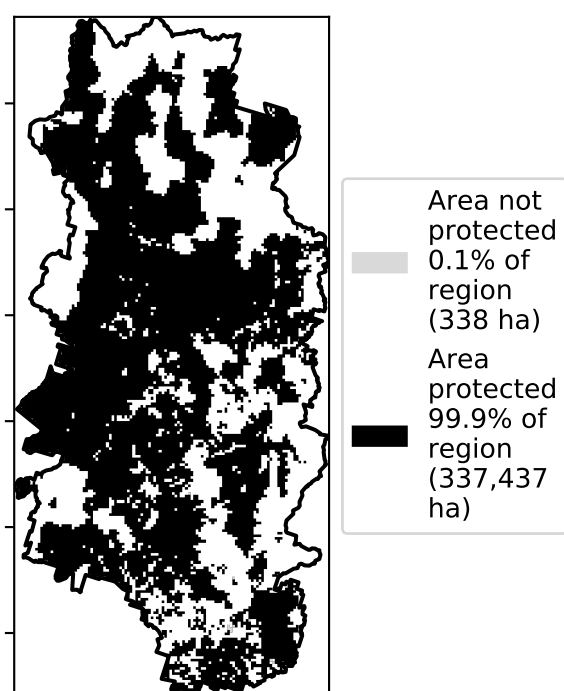 Area not
protected
0.1% of
region
(338 ha)
Area
protected
99.9% of
region
(337,437
ha)